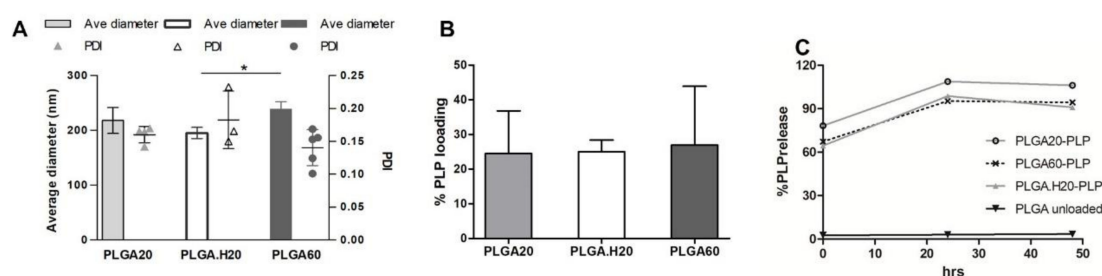 A
Ave diameter Ave diameter Ave diameter
PDI PDI PDI
*
Average diameter (nm)
300
200
100
0
0.25
0.20
0.15
0.10
0.05
0.00
PDI
PLGA20 PLGA.H20 PLGA60
B
% PLP looading
50
40
30
20
10
0
PLGA20 PLGA.H20 PLGA60
C
%PLPrelease
120
90
60
30
0
PLGA20-PLP
PLGA60-PLP
PLGA.H20-PLP
PLGA unloaded
0 10 20 30 40 50
hrs